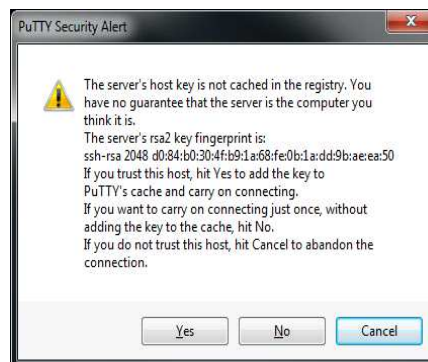 PuTTY Security Alert
The server's host key is not cached in the registry. You
have no guarantee that the server is the computer you
think it is.
The server's rsa2 key fingerprint is:
ssh-rsa 2048 d0:84:b0:30:4f:b9:1a:68:fe:0b:1a:dd:9b:ae:ea:50
If you trust this host, hit Yes to add the key to
PuTTY's cache and carry on connecting.
If you want to carry on connecting just once, without
adding the key to the cache, hit No.
If you do not trust this host, hit Cancel to abandon the
connection.
Yes No Cancel